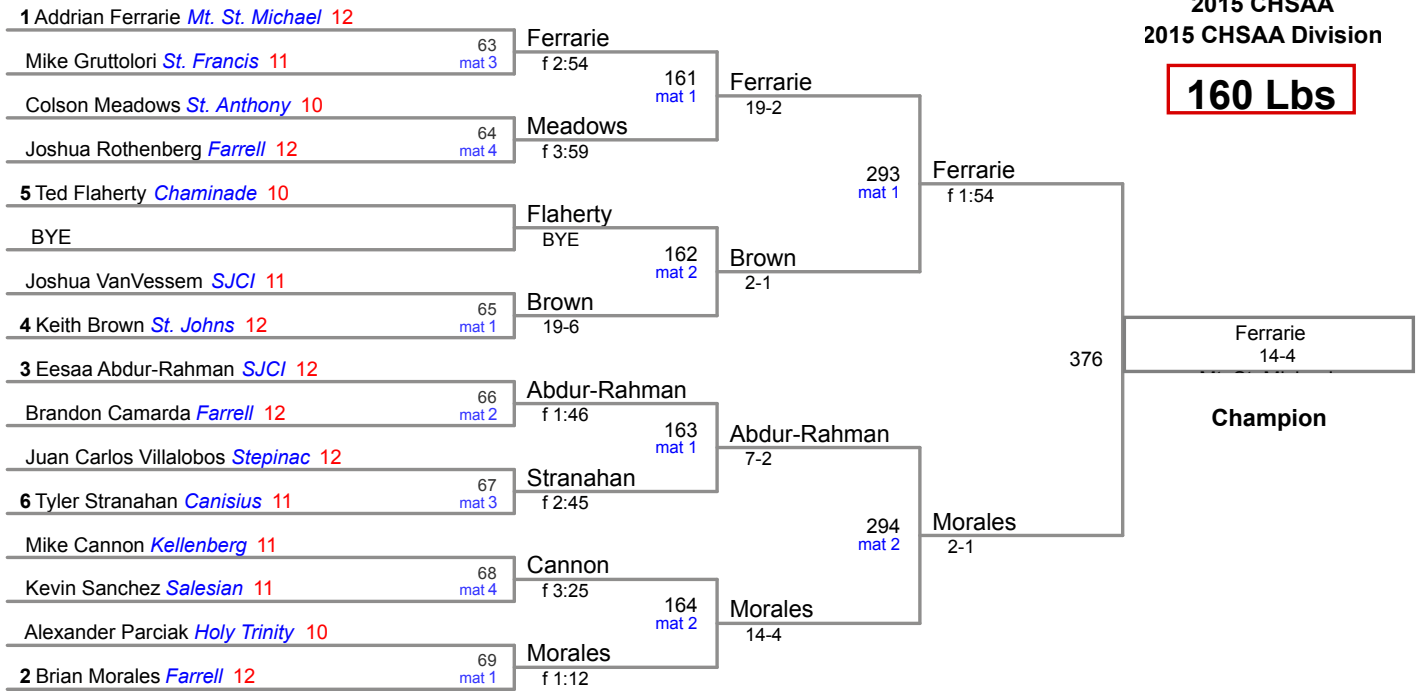 2015 CHSAA
2015 CHSAA Division
160 Lbs
1 Addrian Ferrarie Mt. St. Michael 12
Mike Gruttolori St. Francis 11
Colson Meadows St. Anthony 10
Joshua Rothenberg Farrell 12
5 Ted Flaherty Chaminade 10
BYE
Joshua VanVessem SJCI 11
4 Keith Brown St. Johns 12
3 Eesaa Abdur-Rahman SJCI 12
Brandon Camarda Farrell 12
Juan Carlos Villalobos Stepinac 12
6 Tyler Stranahan Canisius 11
Mike Cannon Kellenberg 11
Kevin Sanchez Salesian 11
Alexander Parciak Holy Trinity 10
2 Brian Morales Farrell 12
63
mat 3
64
mat 4
65
mat 1
66
mat 2
67
mat 3
68
mat 4
69
mat 1
Ferrarie
f 2:54
Meadows
f 3:59
Flaherty
BYE
Brown
19-6
Abdur-Rahman
f 1:46
Stranahan
f 2:45
Cannon
f 3:25
Morales
f 1:12
161
mat 1
162
mat 2
163
mat 1
164
mat 2
Ferrarie
19-2
Brown
2-1
Abdur-Rahman
7-2
Morales
14-4
293
mat 1
294
mat 2
Ferrarie
f 1:54
Morales
2-1
376
Ferrarie
14-4
Champion